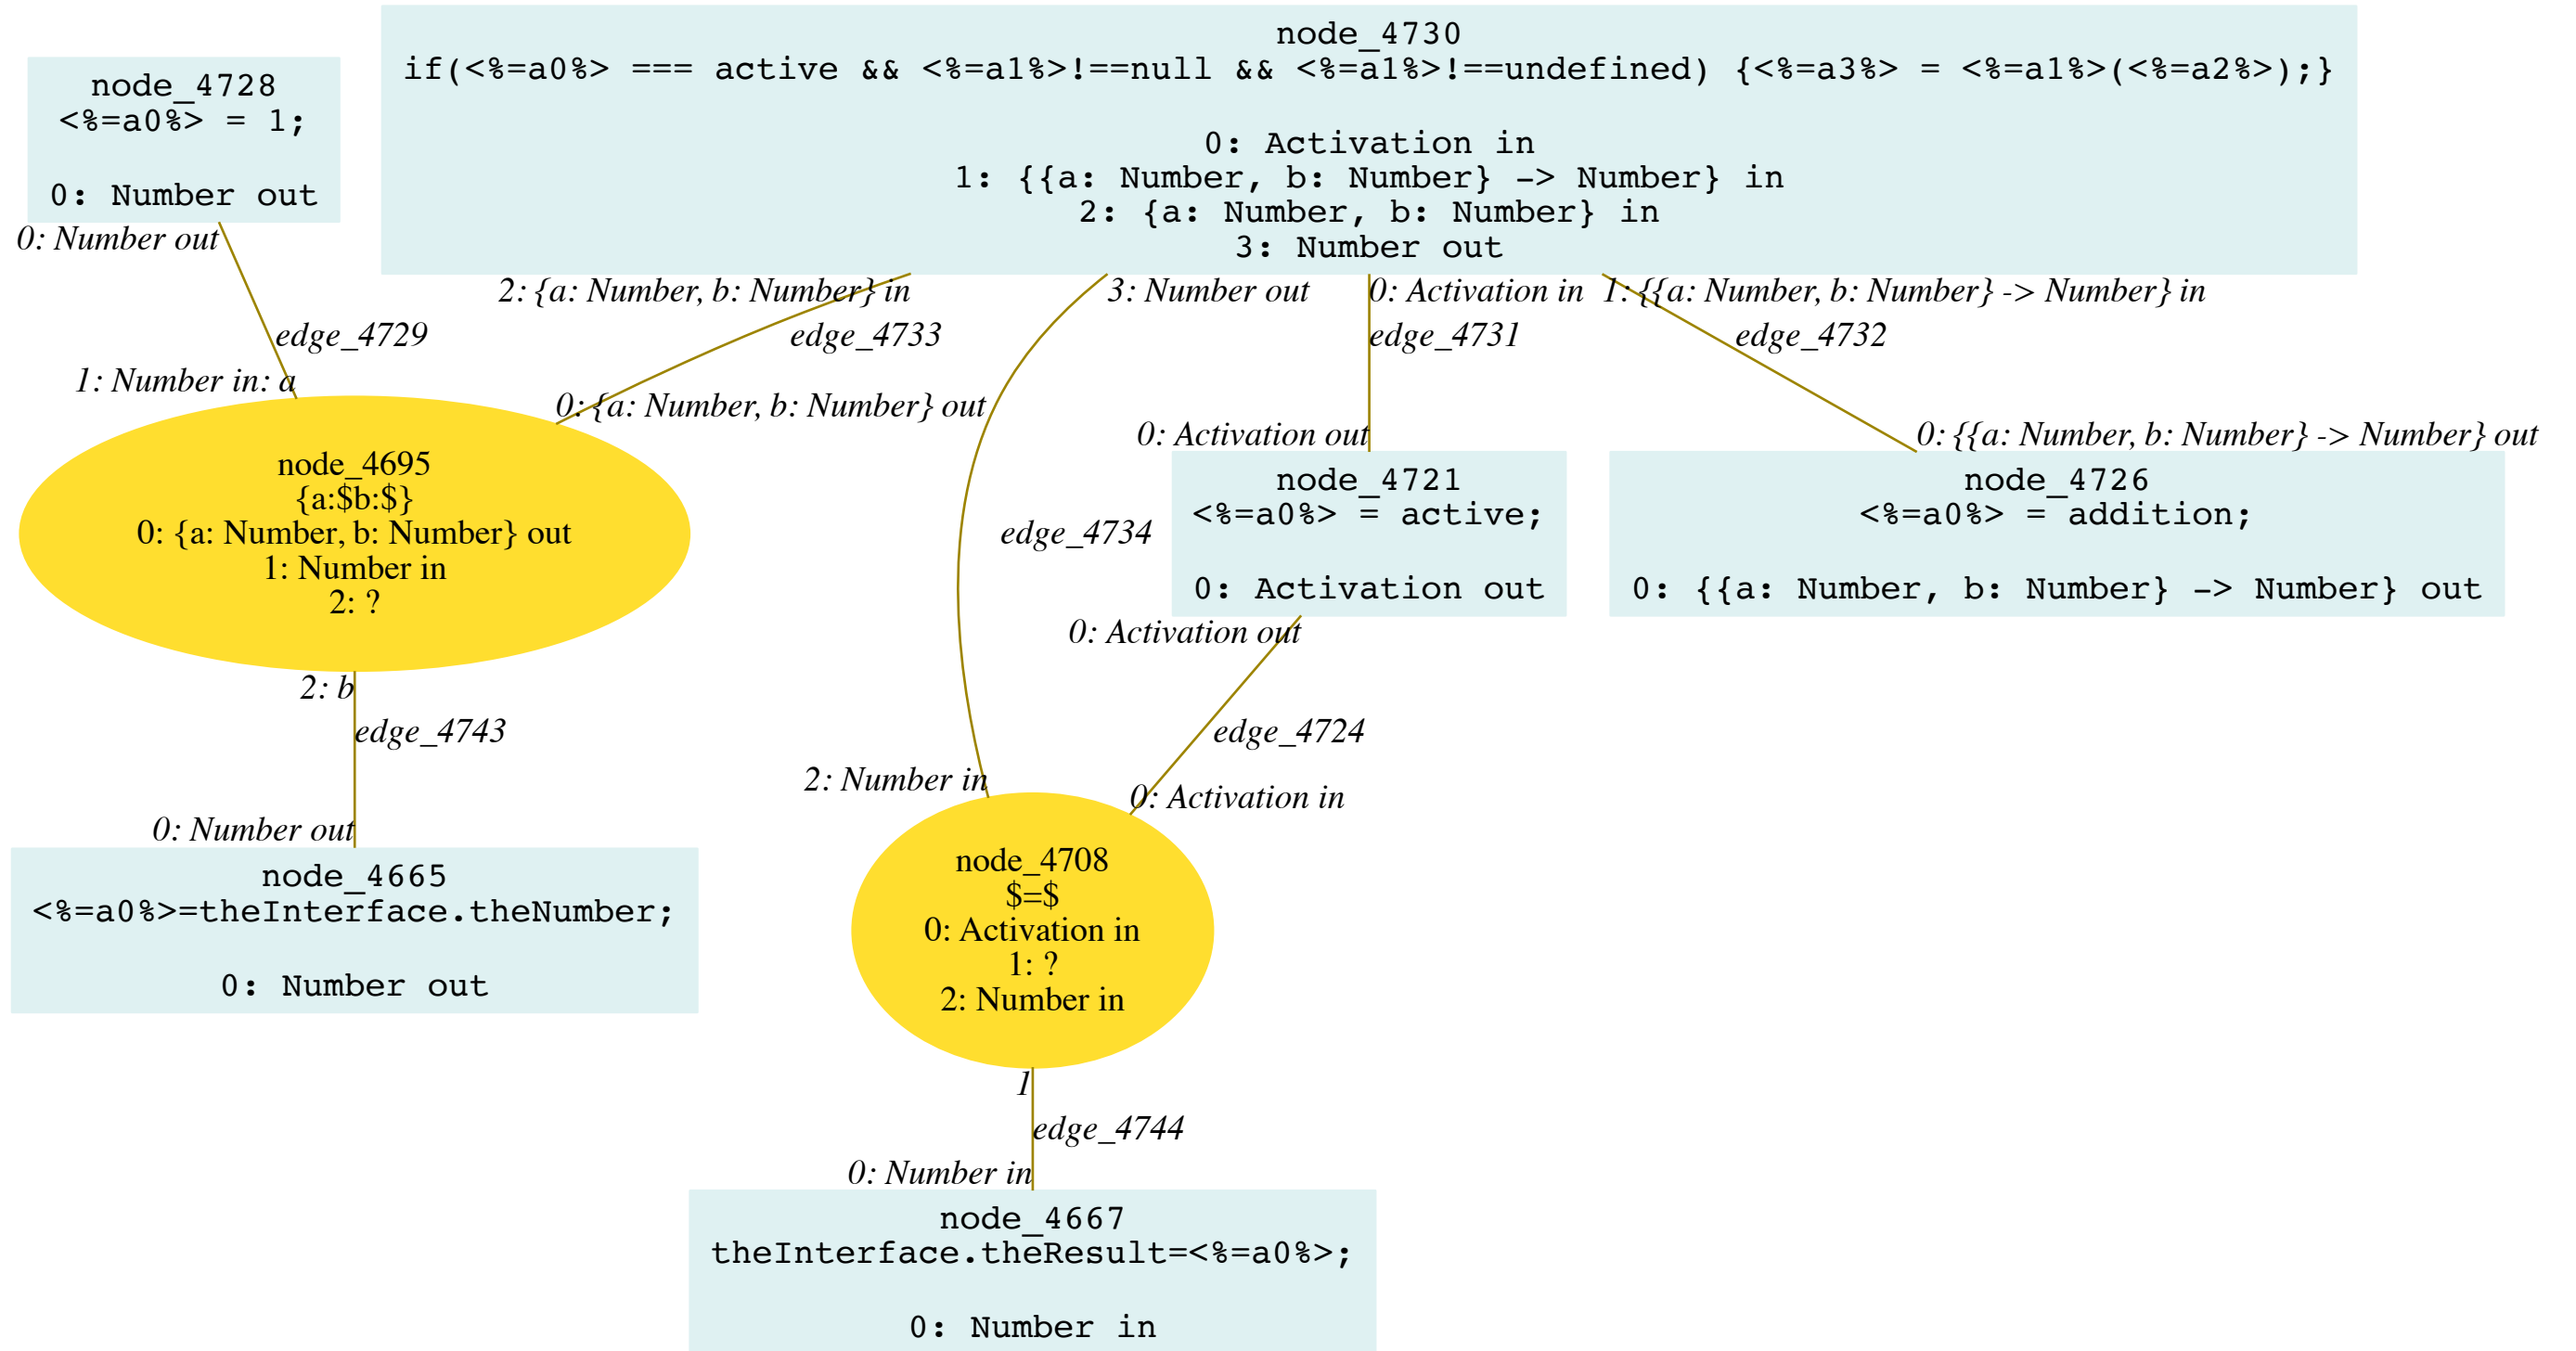 node_4730
if(<%=a0%> === active && <%=a1%>!==null && <%=a1%>!==undefined) {<%=a3%> = <%=a1%>(<%=a2%>);}
0: Activation in
1: {{a: Number, b: Number} -> Number} in
2: {a: Number, b: Number} in
3: Number out
node_4728
<%=a0%> = 1;
0: Number out
0: Number out
2: {a: Number, b: Number} in
3: Number out
0: Activation in
1: {{a: Number, b: Number} -> Number} in
edge_4729
edge_4733
edge_4731
edge_4732
1: Number in: a
0: {a: Number, b: Number} out
0: Activation out
0: {{a: Number, b: Number} -> Number} out
node_4695
{a:$b:$}
0: {a: Number, b: Number} out
1: Number in
2: ?
edge_4734
node_4721
<%=a0%> = active;
0: Activation out
node_4726
<%=a0%> = addition;
0: {{a: Number, b: Number} -> Number} out
0: Activation out
2: b
edge_4743
edge_4724
2: Number in
0: Activation in
0: Number out
node_4665
<%=a0%>=theInterface.theNumber;
0: Number out
node_4708
$=$
0: Activation in
1: ?
2: Number in
1
edge_4744
0: Number in
node_4667
theInterface.theResult=<%=a0%>;
0: Number in